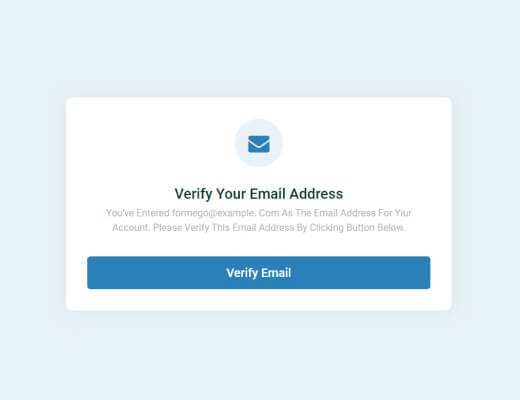 Verify Your Email Address
You've Entered formego@example. Com As The Email Address For Yiur
Account. Please Verify This Email Address By Clicking Button Below.
Verify Email